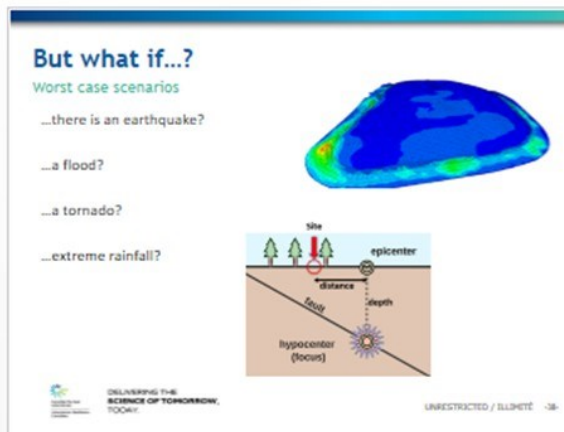 But what if...?
Worst case scenarios
...there is an earthquake?
...a flood?
...a tornado?
...extreme rainfall?
Site
epicenter
distance
depth
fault
hypocenter
(focus)
DELIVERING THE
SCIENCE OF TOMORROW,
TODAY.
UNRESTRICTED / ILLIMITÉ -38-